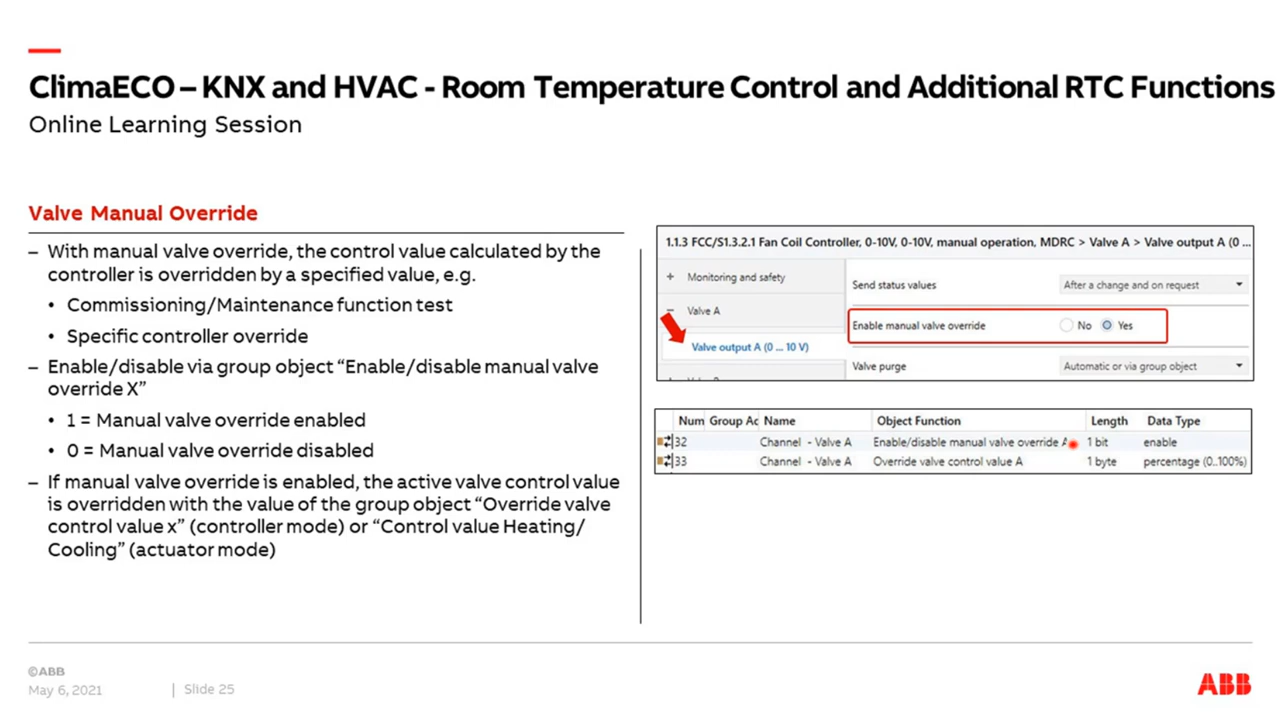 ClimaECO – KNX and HVAC - Room Temperature Control and Additional RTC Functions
Online Learning Session
Valve Manual Override
– With manual valve override, the control value calculated by the
controller is overridden by a specified value, e.g.
• Commissioning/Maintenance function test
• Specific controller override
– Enable/disable via group object “Enable/disable manual valve
override X”
• 1 = Manual valve override enabled
• 0 = Manual valve override disabled
– If manual valve override is enabled, the active valve control value
is overridden with the value of the group object “Override valve
control value x” (controller mode) or “Control value Heating/
Cooling” (actuator mode)
1.1.3 FCC/S1.3.2.1 Fan Coil Controller, 0-10V, 0-10V, manual operation, MDRC > Valve A > Valve output A (0 ...
+ Monitoring and safety
Send status values After a change and on request
– Valve A
Enable manual valve override No Yes
Valve output A (0 ... 10 V)
Valve purge Automatic or via group object
Num Group Ac Name Object Function Length Data Type
32 Channel - Valve A Enable/disable manual valve override A 1 bit enable
33 Channel - Valve A Override valve control value A 1 byte percentage (0..100%)
©ABB
May 6, 2021 | Slide 25
ABB